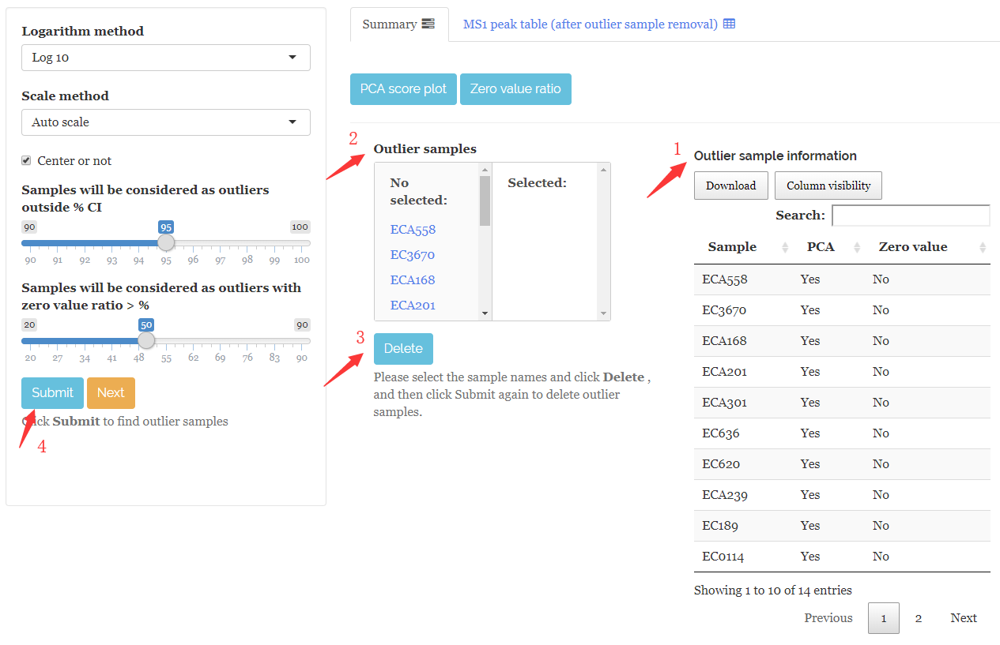 Logarithm method
Log 10
Scale method
Auto scale
Center or not
Samples will be considered as outliers
outside % CI
90 95 100
90 91 92 93 94 95 96 97 98 99 100
Samples will be considered as outliers with
zero value ratio > %
20 50 90
20 27 34 41 48 55 62 69 76 83 90
Submit Next
Click Submit to find outlier samples
4
Summary MS1 peak table (after outlier sample removal)
PCA score plot Zero value ratio
2
Outlier samples
No
selected:
ECA558
EC3670
ECA168
ECA201
Selected:
3
Delete
Please select the sample names and click Delete ,
and then click Submit again to delete outlier
samples.
1
Outlier sample information
Download Column visibility
Search:
Sample PCA Zero value
ECA558 Yes No
EC3670 Yes No
ECA168 Yes No
ECA201 Yes No
ECA301 Yes No
EC636 Yes No
EC620 Yes No
ECA239 Yes No
EC189 Yes No
EC0114 Yes No
Showing 1 to 10 of 14 entries
Previous 1 2 Next